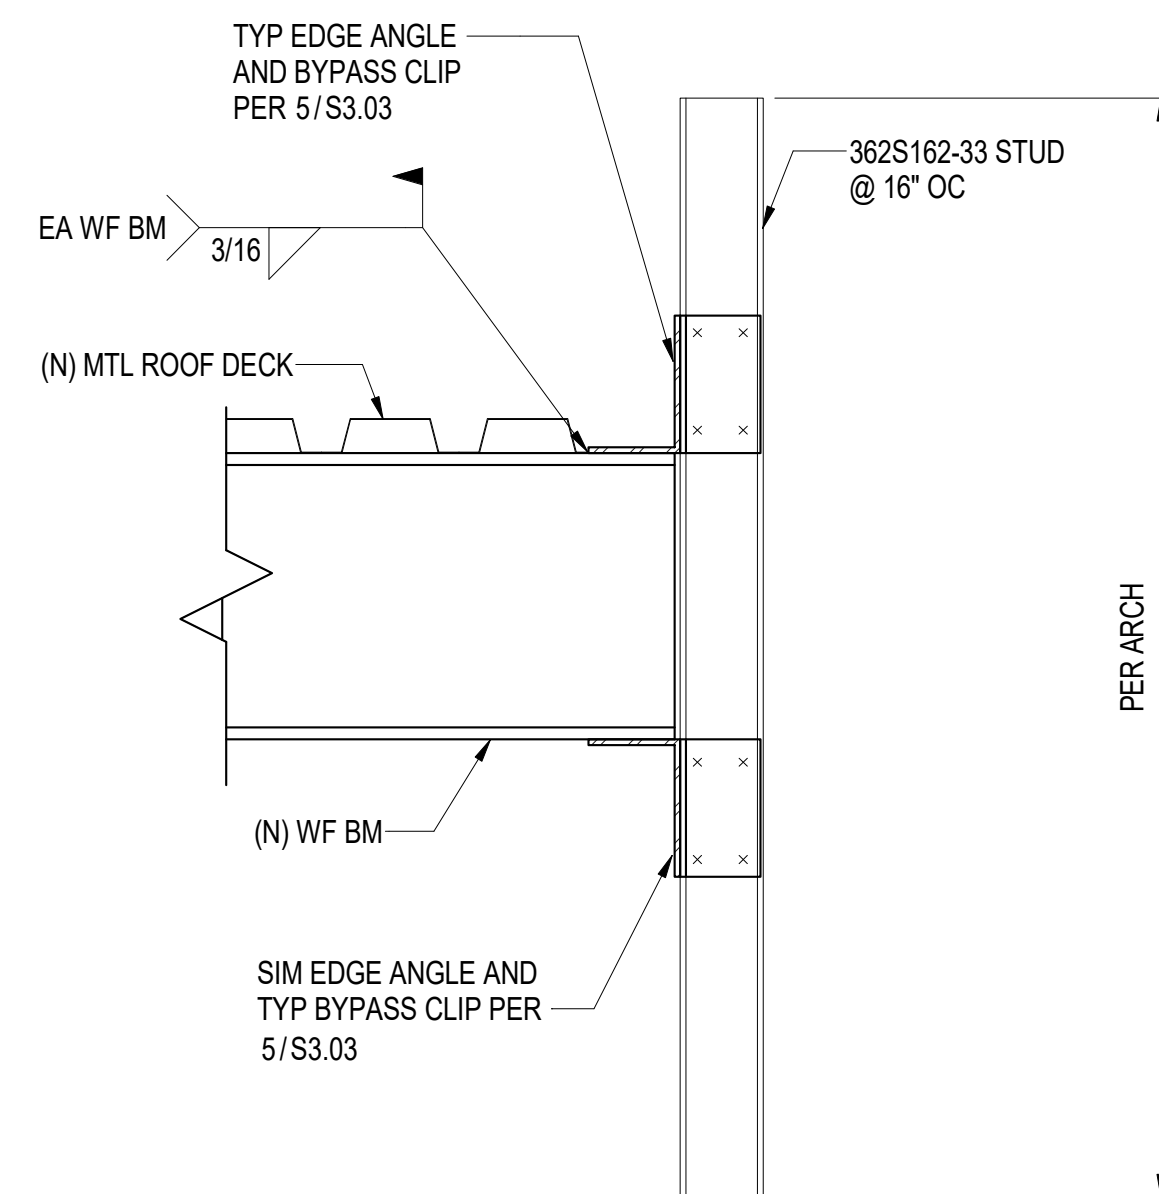 TYP EDGE ANGLE
AND BYPASS CLIP
PER 5/S3.03
362S162-33 STUD
@ 16" OC
EA WF BM
3/16
(N) MTL ROOF DECK
PER ARCH
(N) WF BM
SIM EDGE ANGLE AND
TYP BYPASS CLIP PER
5/S3.03